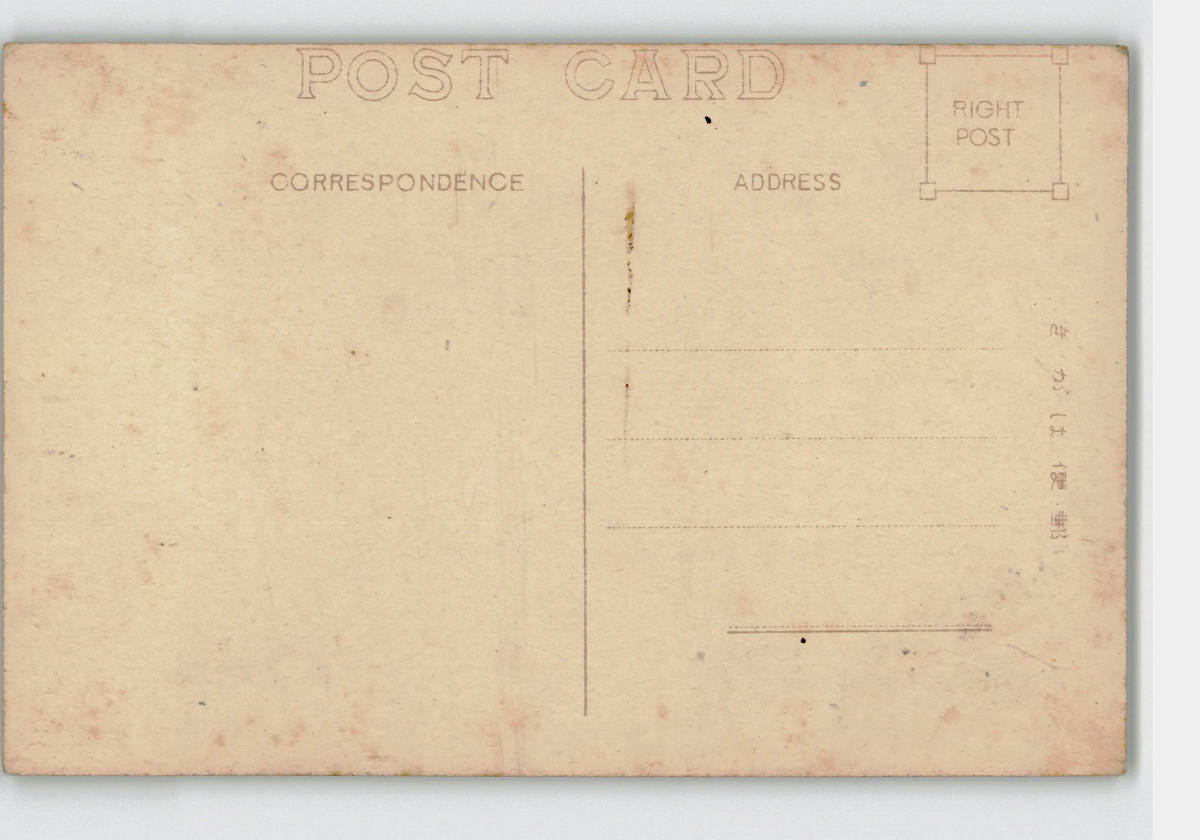 POST CARD
RIGHT
POST
CORRESPONDENCE
ADDRESS
郵便はがき